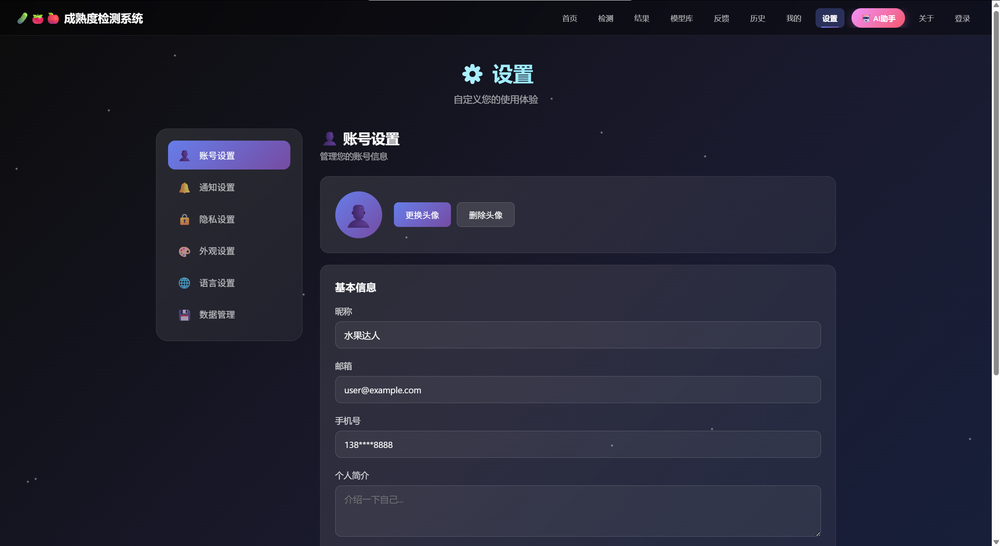 成熟度检测系统
首页 检测 结果 模型库 反馈 历史 我的 设置 AI助手 关于 登录
设置
自定义您的使用体验
账号设置
通知设置
隐私设置
外观设置
语言设置
数据管理
账号设置
管理您的账号信息
更换头像 删除头像
基本信息
昵称
水果达人
邮箱
user@example.com
手机号
138****8888
个人简介
介绍一下自己...